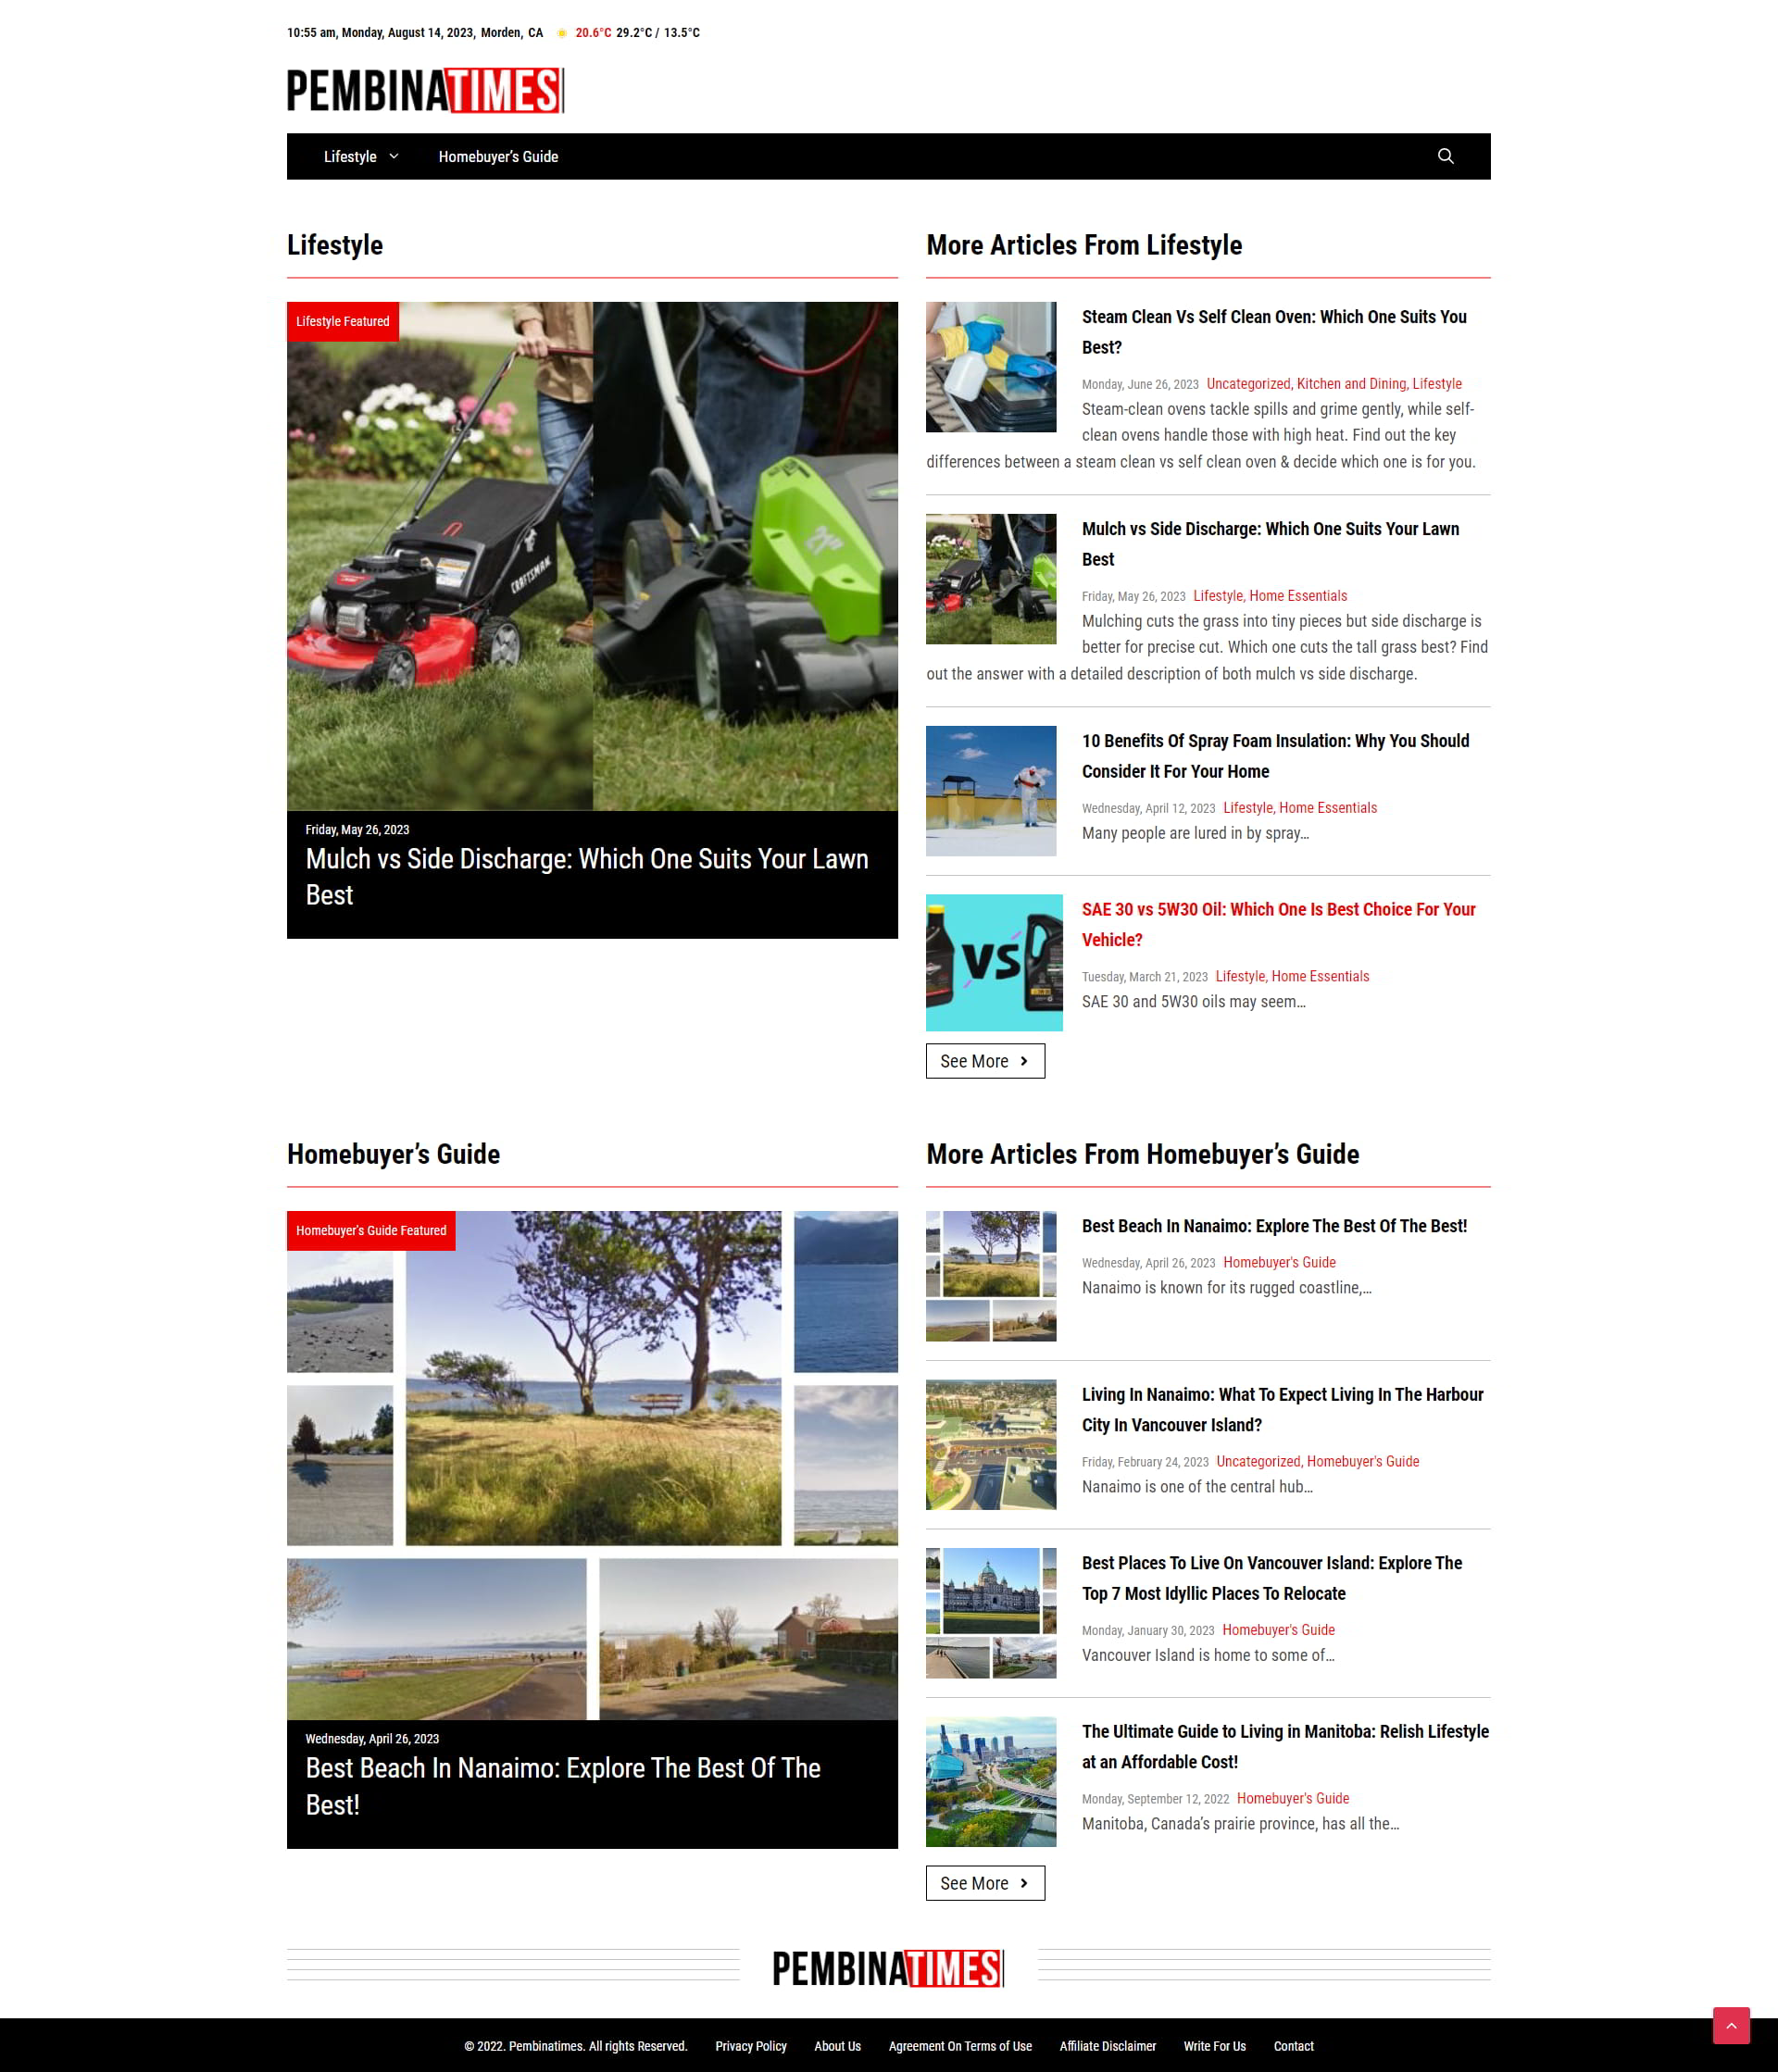 10:55 am, Monday, August 14, 2023, Morden, CA 20.6°C 29.2°C / 13.5°C
PEMBINATIMES
Lifestyle Homebuyer’s Guide
Lifestyle
Lifestyle Featured
CRAFTSMAN
Friday, May 26, 2023
Mulch vs Side Discharge: Which One Suits Your Lawn
Best
More Articles From Lifestyle
Steam Clean Vs Self Clean Oven: Which One Suits You
Best?
Monday, June 26, 2023 Uncategorized, Kitchen and Dining, Lifestyle
Steam-clean ovens tackle spills and grime gently, while self-
clean ovens handle those with high heat. Find out the key
differences between a steam clean vs self clean oven & decide which one is for you.
Mulch vs Side Discharge: Which One Suits Your Lawn
Best
Friday, May 26, 2023 Lifestyle, Home Essentials
Mulching cuts the grass into tiny pieces but side discharge is
better for precise cut. Which one cuts the tall grass best? Find
out the answer with a detailed description of both mulch vs side discharge.
10 Benefits Of Spray Foam Insulation: Why You Should
Consider It For Your Home
Wednesday, April 12, 2023 Lifestyle, Home Essentials
Many people are lured in by spray…
VS
SAE 30 vs 5W30 Oil: Which One Is Best Choice For Your
Vehicle?
Tuesday, March 21, 2023 Lifestyle, Home Essentials
SAE 30 and 5W30 oils may seem…
See More
Homebuyer’s Guide
Homebuyer’s Guide Featured
Wednesday, April 26, 2023
Best Beach In Nanaimo: Explore The Best Of The
Best!
More Articles From Homebuyer’s Guide
Best Beach In Nanaimo: Explore The Best Of The Best!
Wednesday, April 26, 2023 Homebuyer's Guide
Nanaimo is known for its rugged coastline,…
Living In Nanaimo: What To Expect Living In The Harbour
City In Vancouver Island?
Friday, February 24, 2023 Uncategorized, Homebuyer's Guide
Nanaimo is one of the central hub…
Best Places To Live On Vancouver Island: Explore The
Top 7 Most Idyllic Places To Relocate
Monday, January 30, 2023 Homebuyer's Guide
Vancouver Island is home to some of…
The Ultimate Guide to Living in Manitoba: Relish Lifestyle
at an Affordable Cost!
Monday, September 12, 2022 Homebuyer's Guide
Manitoba, Canada’s prairie province, has all the…
See More
PEMBINATIMES
© 2022. Pembinatimes. All rights Reserved. Privacy Policy About Us Agreement On Terms of Use Affiliate Disclaimer Write For Us Contact